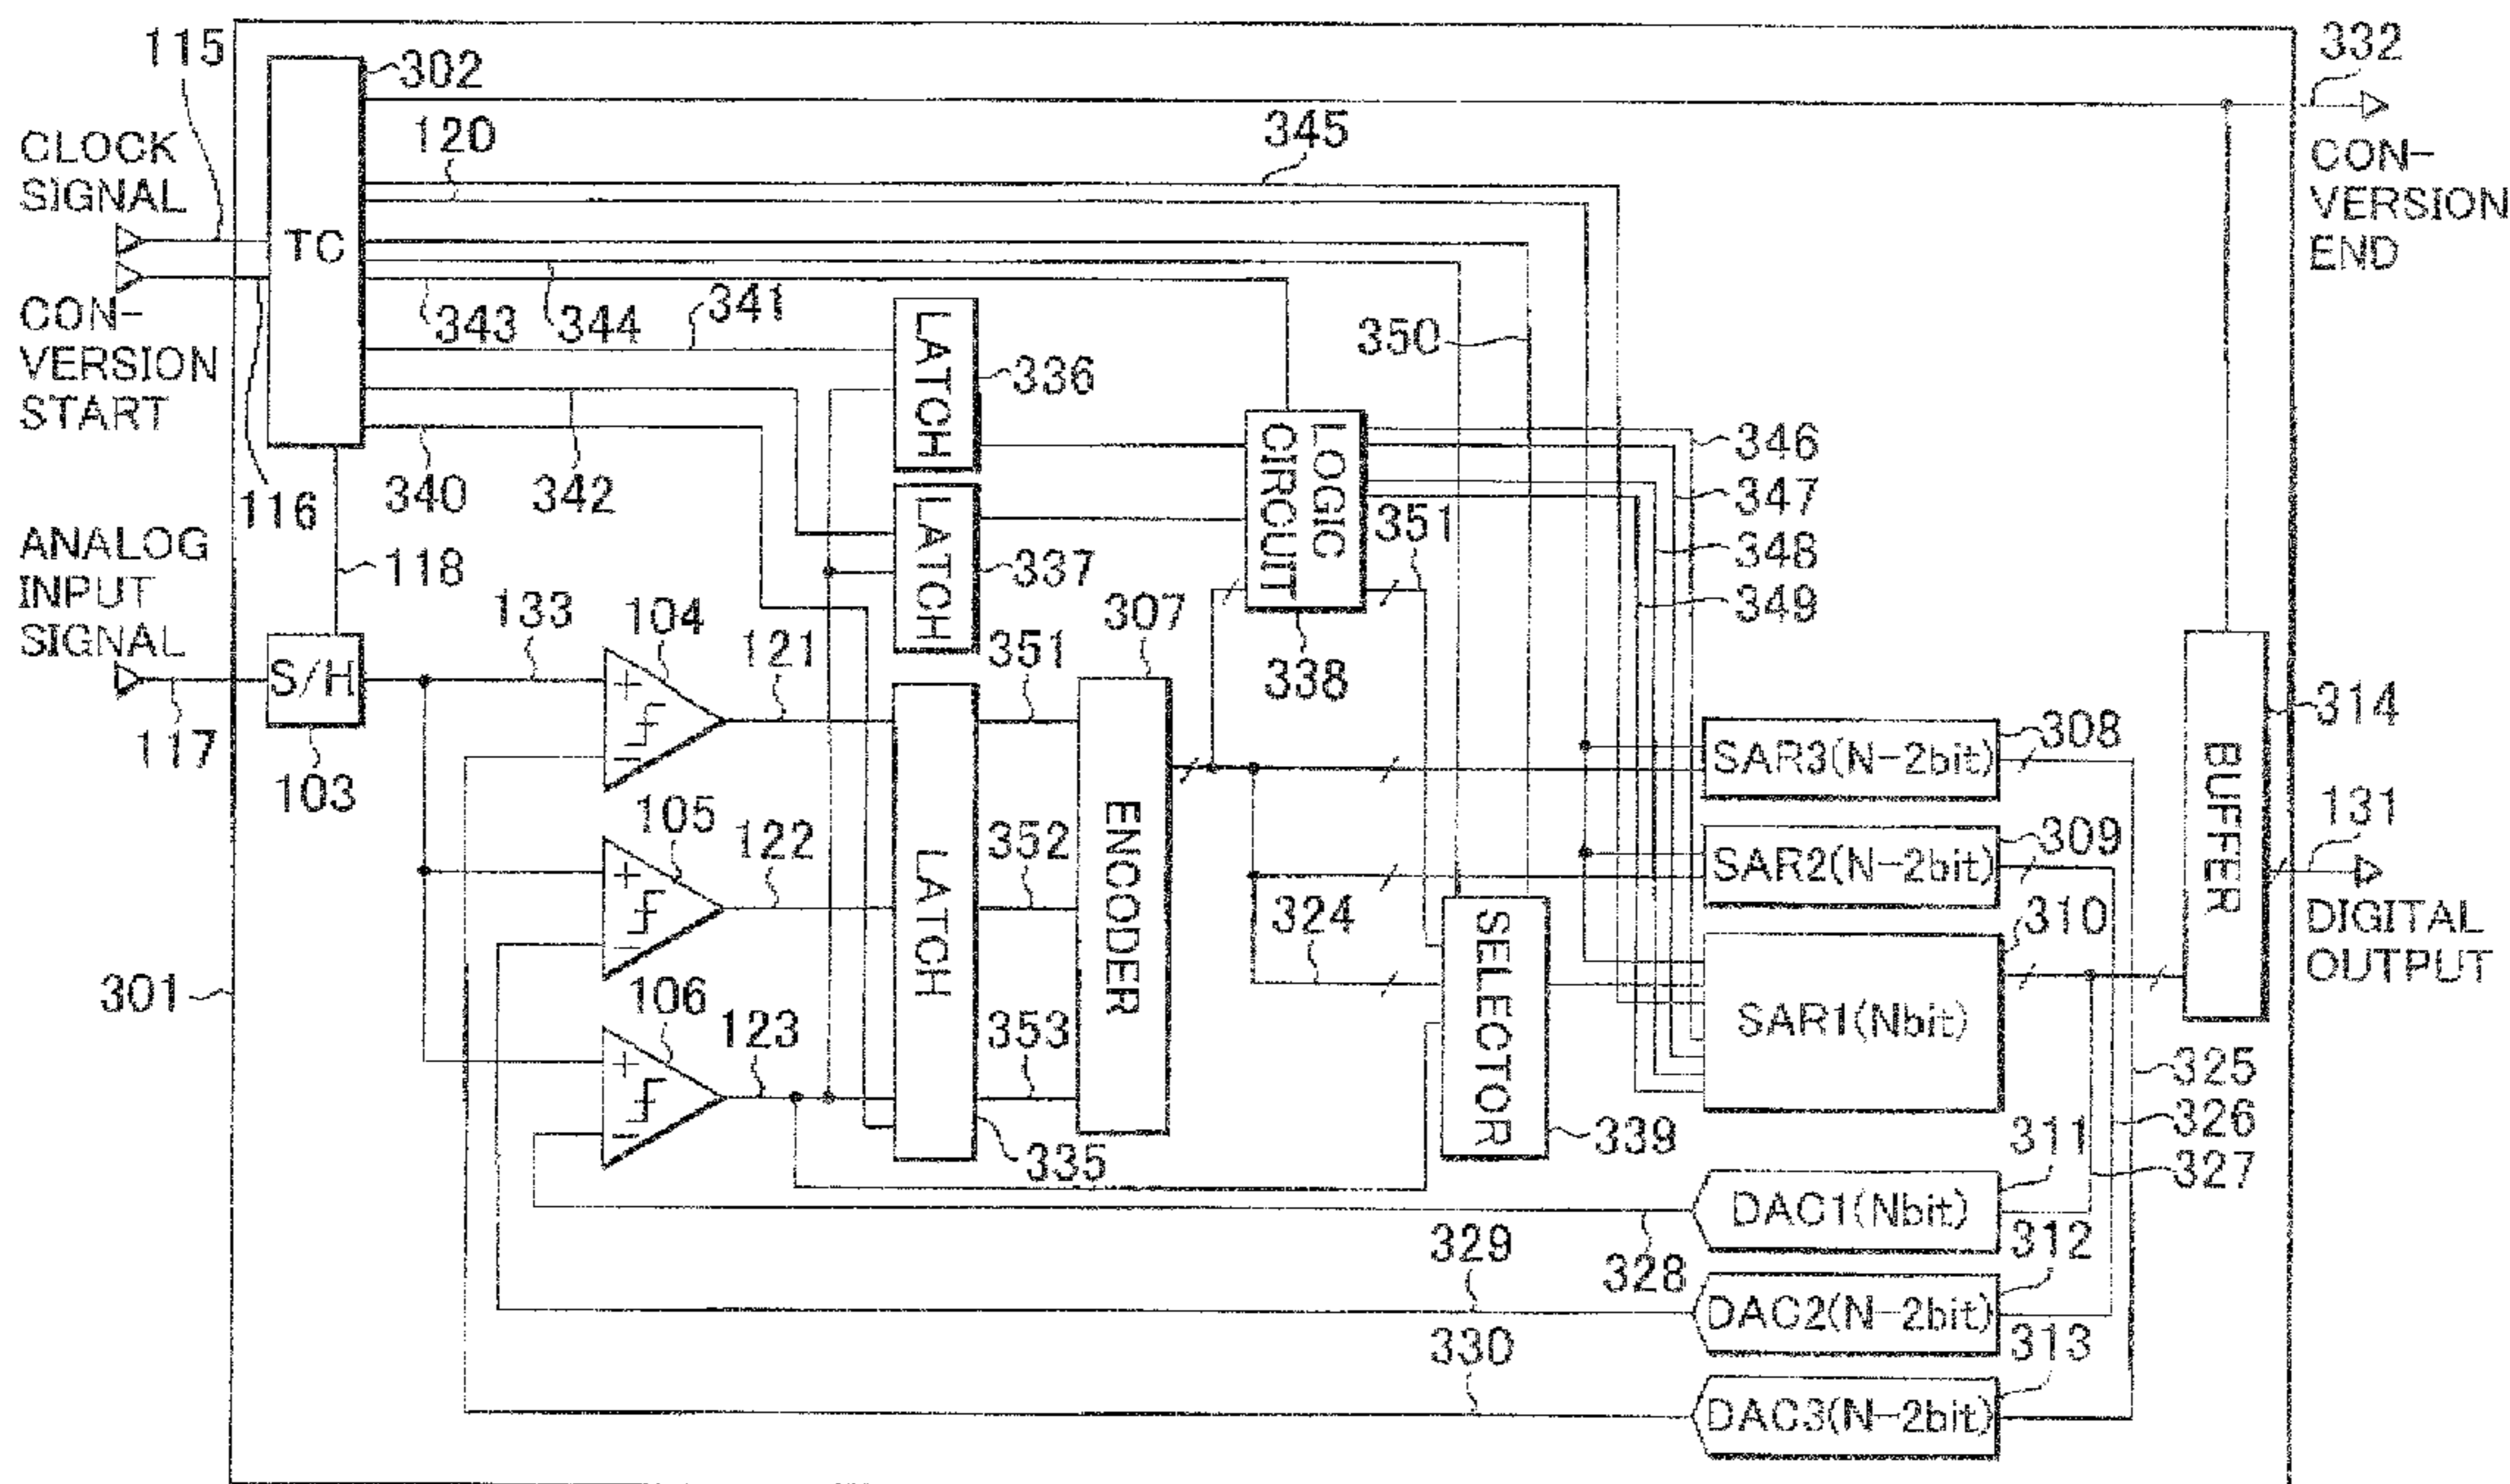 115
302
332
CLOCK
SIGNAL
120
345
CON-
VERSION
END
TC
CON-
VERSION
START
343
344
341
350
LATCH
336
LOGIC
CIRCUIT
346
347
348
349
340
342
116
351
ANALOG
INPUT
SIGNAL
118
LATCH
337
133
104
121
351
307
338
S/H
117
103
314
SAR3(N-2bit)
308
BUFFER
131
105
122
352
LATCH
ENCODER
324
SELECTOR
SAR2(N-2bit)
309
310
DIGITAL
OUTPUT
301
106
123
353
SAR1(Nbit)
325
326
327
335
339
311
DAC1(Nbit)
312
329
328
DAC2(N-2bit)
313
330
DAC3(N-2bit)
+
−
+
−
+
−